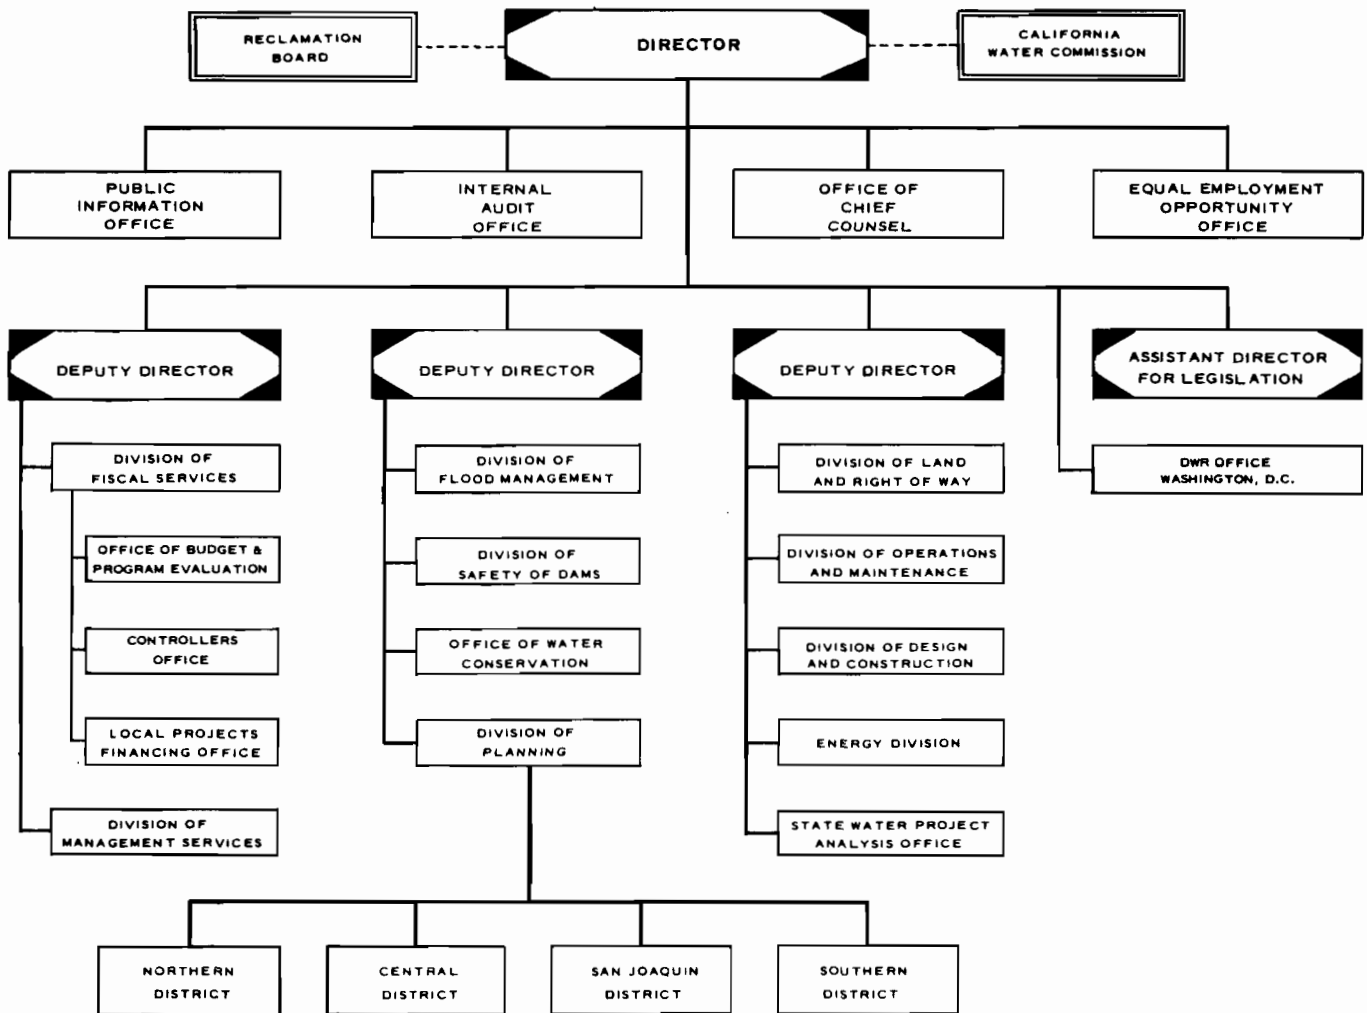 RECLAMATION
BOARD
DIRECTOR
CALIFORNIA
WATER COMMISSION
PUBLIC
INFORMATION
OFFICE
INTERNAL
AUDIT
OFFICE
OFFICE OF
CHIEF
COUNSEL
EQUAL EMPLOYMENT
OPPORTUNITY
OFFICE
DEPUTY DIRECTOR
DEPUTY DIRECTOR
DEPUTY DIRECTOR
ASSISTANT DIRECTOR
FOR LEGISLATION
DIVISION OF
FISCAL SERVICES
OFFICE OF BUDGET &
PROGRAM EVALUATION
CONTROLLERS
OFFICE
LOCAL PROJECTS
FINANCING OFFICE
DIVISION OF
MANAGEMENT SERVICES
DIVISION OF
FLOOD MANAGEMENT
DIVISION OF
SAFETY OF DAMS
OFFICE OF WATER
CONSERVATION
DIVISION OF
PLANNING
DIVISION OF LAND
AND RIGHT OF WAY
DIVISION OF OPERATIONS
AND MAINTENANCE
DIVISION OF DESIGN
AND CONSTRUCTION
ENERGY DIVISION
STATE WATER PROJECT
ANALYSIS OFFICE
DWR OFFICE
WASHINGTON, D.C.
NORTHERN
DISTRICT
CENTRAL
DISTRICT
SAN JOAQUIN
DISTRICT
SOUTHERN
DISTRICT